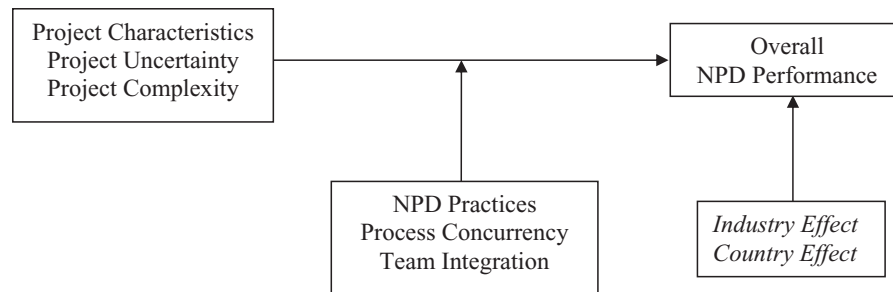 Project Characteristics
Project Uncertainty
Project Complexity
Overall
NPD Performance
NPD Practices
Process Concurrency
Team Integration
Industry Effect
Country Effect